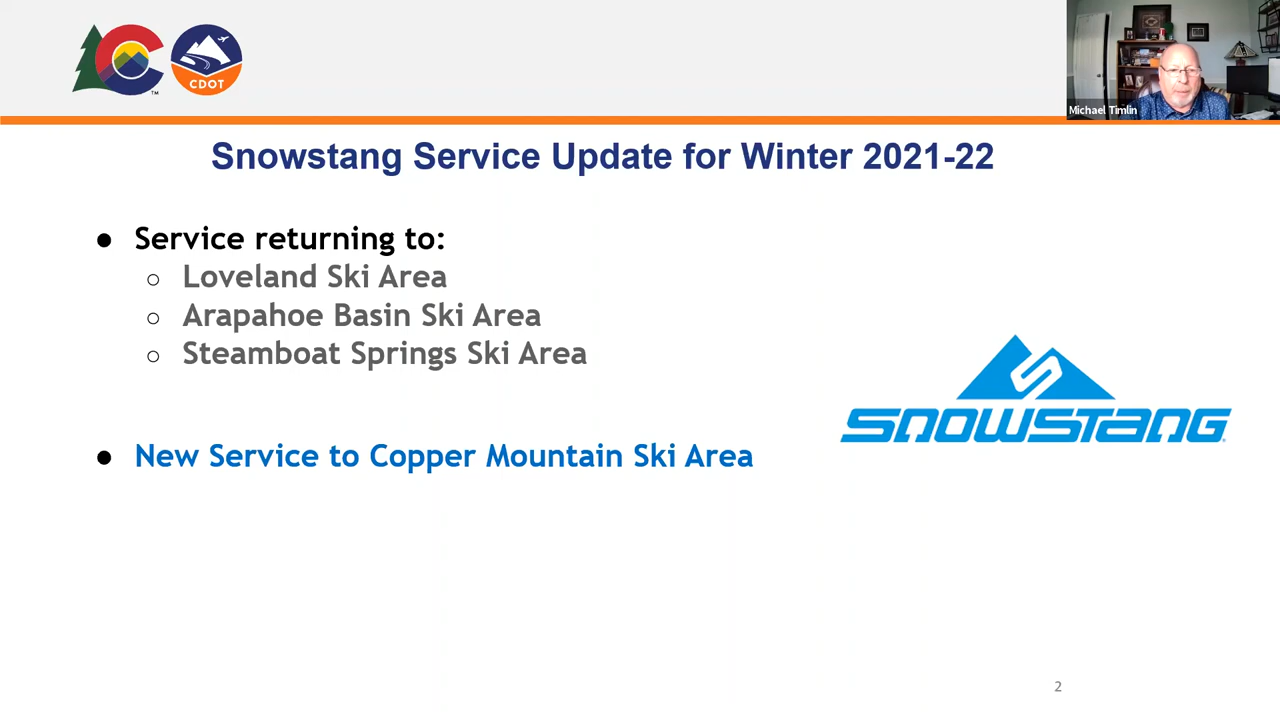 CDOT
TM
Michael Timlin
Snowstang Service Update for Winter 2021-22
● Service returning to:
○ Loveland Ski Area
○ Arapahoe Basin Ski Area
○ Steamboat Springs Ski Area
SNOWSTANG
● New Service to Copper Mountain Ski Area
2